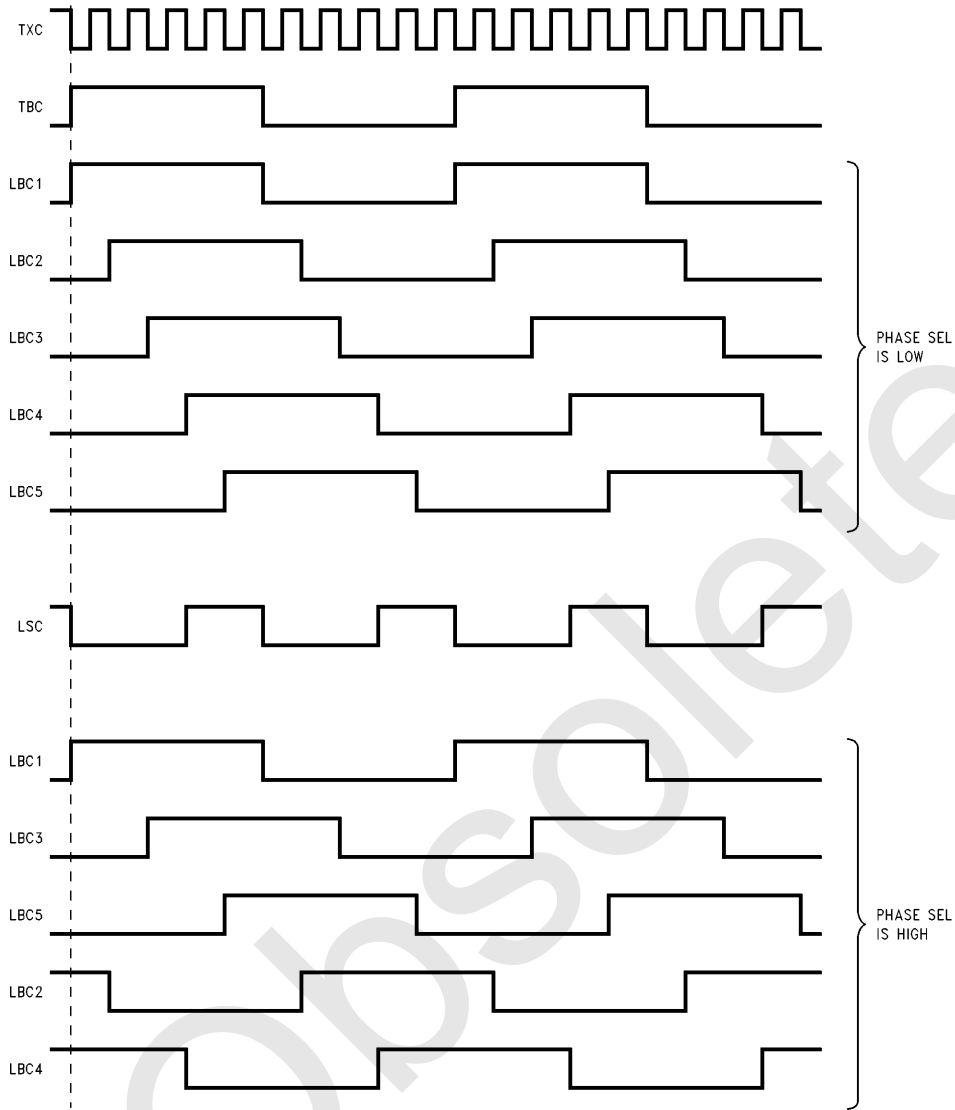 TXC
TBC
LBC1
LBC2
LBC3
LBC4
LBC5
PHASE SEL
IS LOW
LSC
LBC1
LBC3
LBC5
LBC2
LBC4
PHASE SEL
IS HIGH
Obsolete